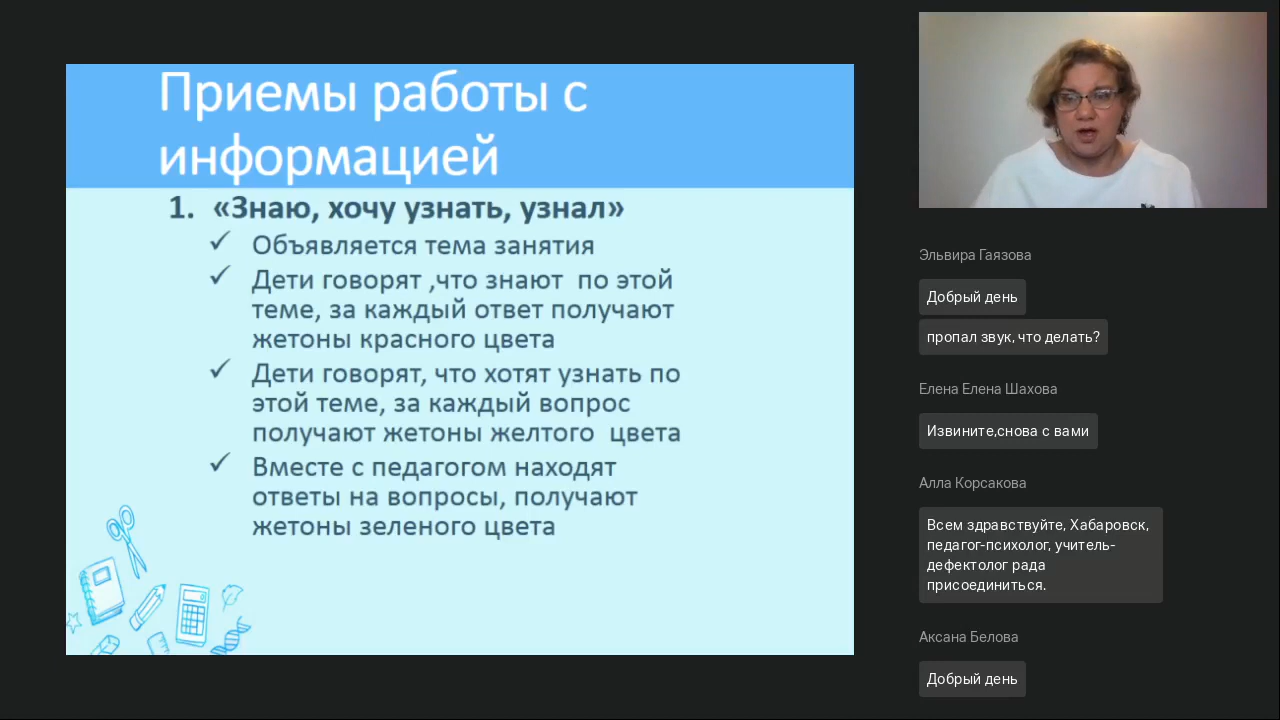 Приемы работы с
информацией
1. «Знаю, хочу узнать, узнал»
Объявляется тема занятия
Дети говорят ,что знают по этой
теме, за каждый ответ получают
жетоны красного цвета
Дети говорят, что хотят узнать по
этой теме, за каждый вопрос
получают жетоны желтого цвета
Вместе с педагогом находят
ответы на вопросы, получают
жетоны зеленого цвета
Эльвира Гаязова
Добрый день
пропал звук, что делать?
Елена Елена Шахова
Извините,снова с вами
Алла Корсакова
Всем здравствуйте, Хабаровск,
педагог-психолог, учитель-
дефектолог рада
присоединиться.
Аксана Белова
Добрый день